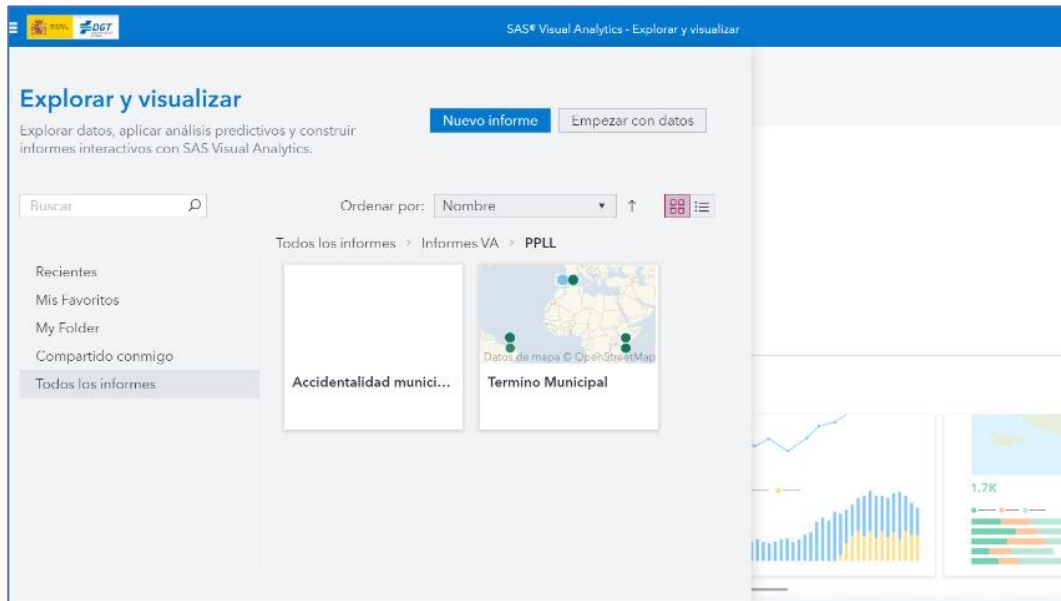 DGT
SAS® Visual Analytics - Explorar y visualizar
Explorar y visualizar
Nuevo informe
Empezar con datos
Explorar datos, aplicar análisis predictivos y construir
informes interactivos con SAS Visual Analytics.
Buscar
Ordenar por:
Nombre
Todos los informes > Informes VA > PPLL
Recientes
Mis Favoritos
My Folder
Compartido conmigo
Todos los informes
Datos de mapa © OpenStreetMap
Accidentalidad munici...
Termino Municipal
1.7K